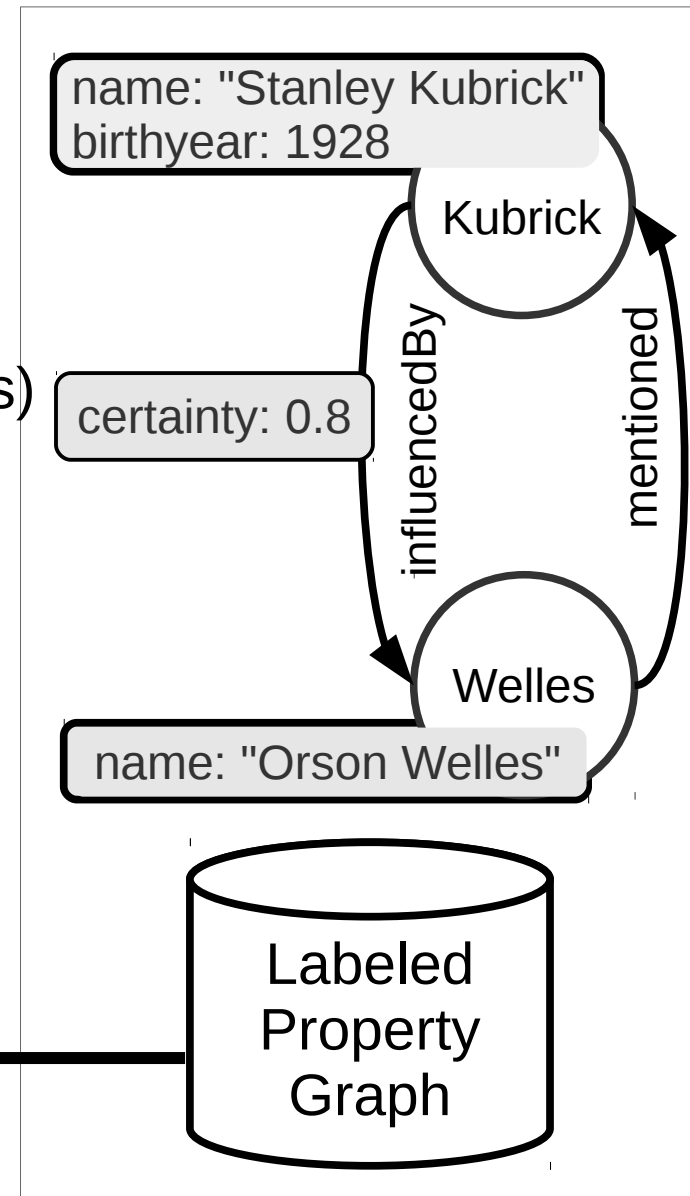 name: "Stanley Kubrick"
birthyear: 1928
Kubrick
influencedBy
mentioned
s)
certainty: 0.8
Welles
name: "Orson Welles"
Labeled
Property
Graph